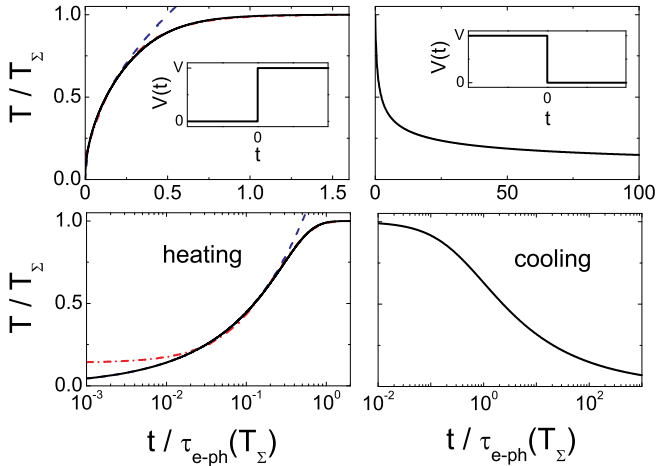 1.0
0.5
0.0
T / T_Σ
0
0.5
1.0
1.5
V
0
V(t)
0
t
V
0
V(t)
0
t
0
50
100
1.0
0.5
0.0
T / T_Σ
heating
10^-3
10^-2
10^-1
10^0
t / τ_e-ph(T_Σ)
cooling
10^-2
10^0
10^2
t / τ_e-ph(T_Σ)